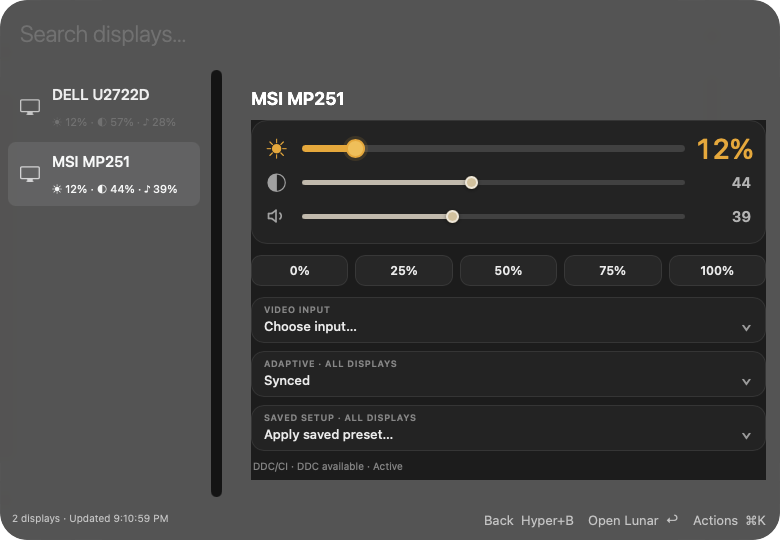 Search displays...
DELL U2722D
12% · 57% · 28%
MSI MP251
12% · 44% · 39%
MSI MP251
12%
44
39
0% 25% 50% 75% 100%
VIDEO INPUT
Choose input...
ADAPTIVE · ALL DISPLAYS
Synced
SAVED SETUP · ALL DISPLAYS
Apply saved preset...
DDC/CI · DDC available · Active
2 displays · Updated 9:10:59 PM
Back Hyper+B Open Lunar ↩ Actions ⌘K